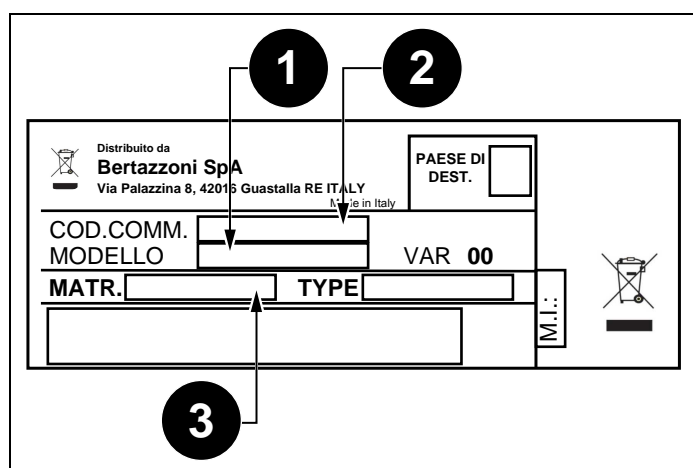 1 2
Distribuito da
Bertazzoni SpA
Via Palazzina 8, 42016 Guastalla RE ITALY
Made in Italy
PAESE DI
DEST.
COD.COMM.
MODELLO
VAR 00
MATR.
TYPE
M.I.:
3